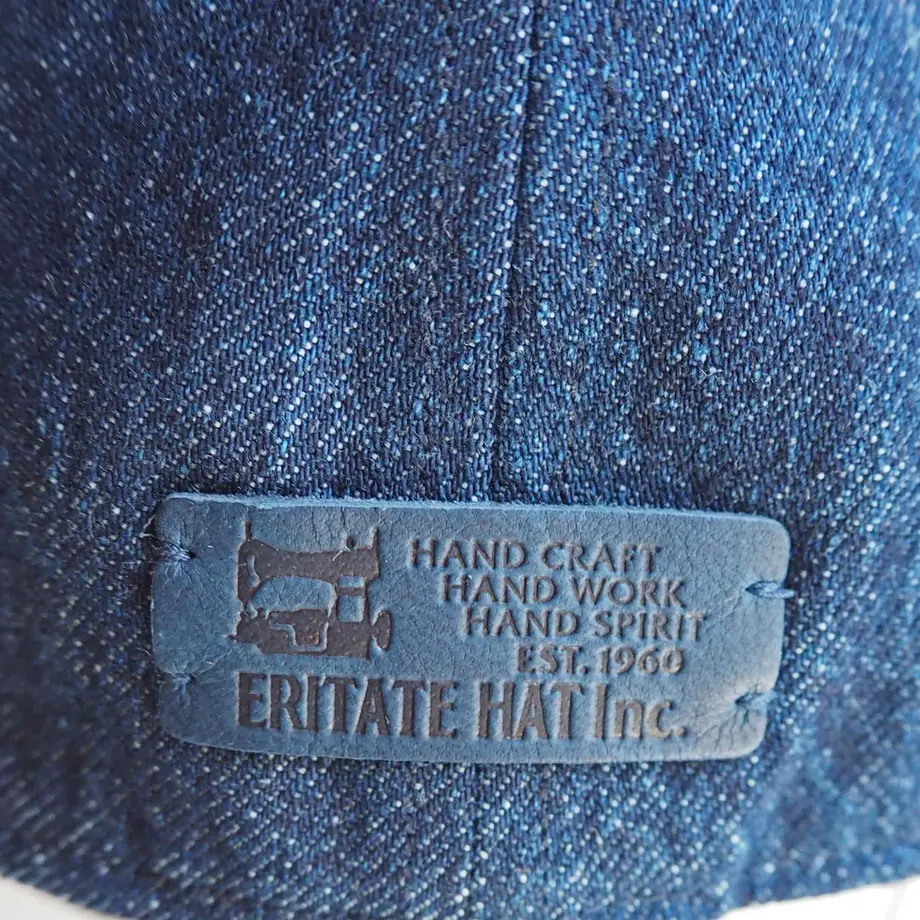 HAND CRAFT
HAND WORK
HAND SPIRIT
EST. 1960
ERITATE HAT Inc.